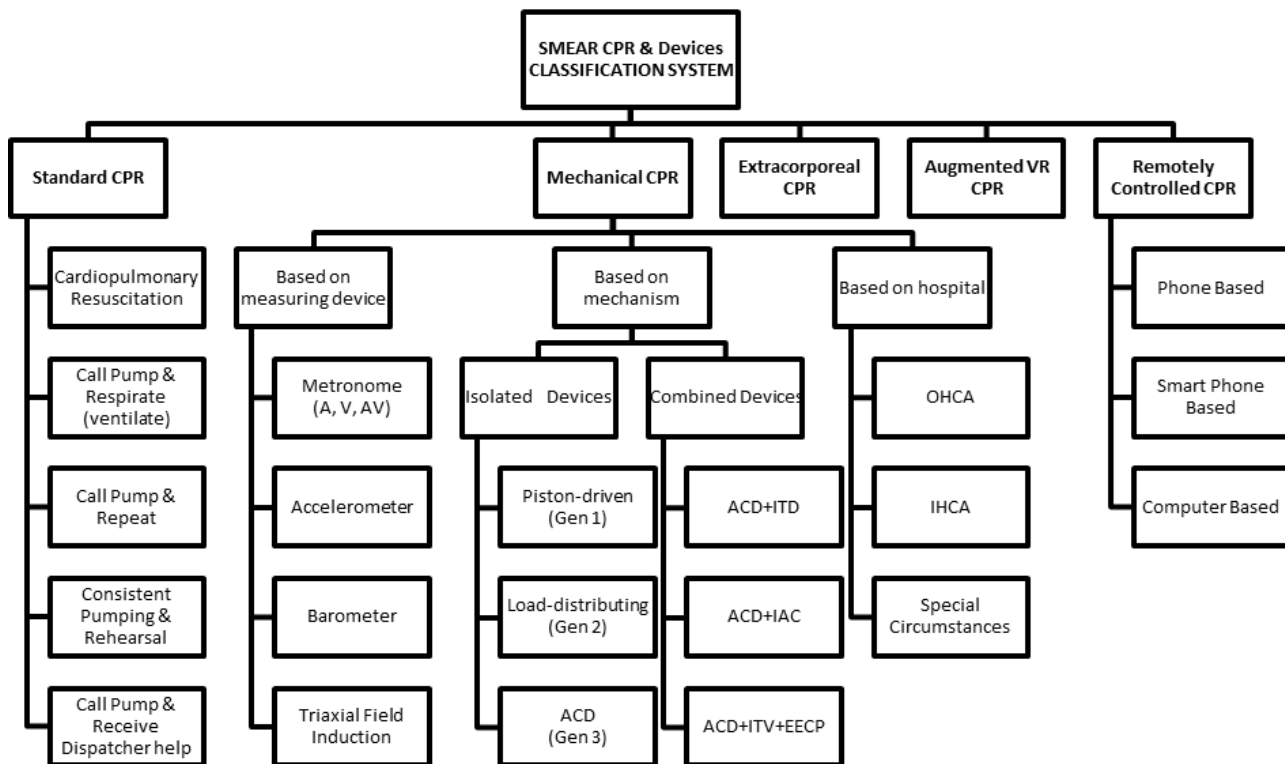 SMEAR CPR & Devices
CLASSIFICATION SYSTEM
Standard CPR
Mechanical CPR
Extracorporeal
CPR
Augmented VR
CPR
Remotely
Controlled CPR
Cardiopulmonary
Resuscitation
Call Pump &
Respirate
(ventilate)
Call Pump &
Repeat
Consistent
Pumping &
Rehearsal
Call Pump &
Receive
Dispatcher help
Based on
measuring device
Metronome
(A, V, AV)
Accelerometer
Barometer
Triaxial Field
Induction
Based on
mechanism
Isolated Devices
Piston-driven
(Gen 1)
Load-distributing
(Gen 2)
ACD
(Gen 3)
Combined Devices
ACD+ITD
ACD+IAC
ACD+ITV+EECP
Based on hospital
OHCA
IHCA
Special
Circumstances
Phone Based
Smart Phone
Based
Computer Based